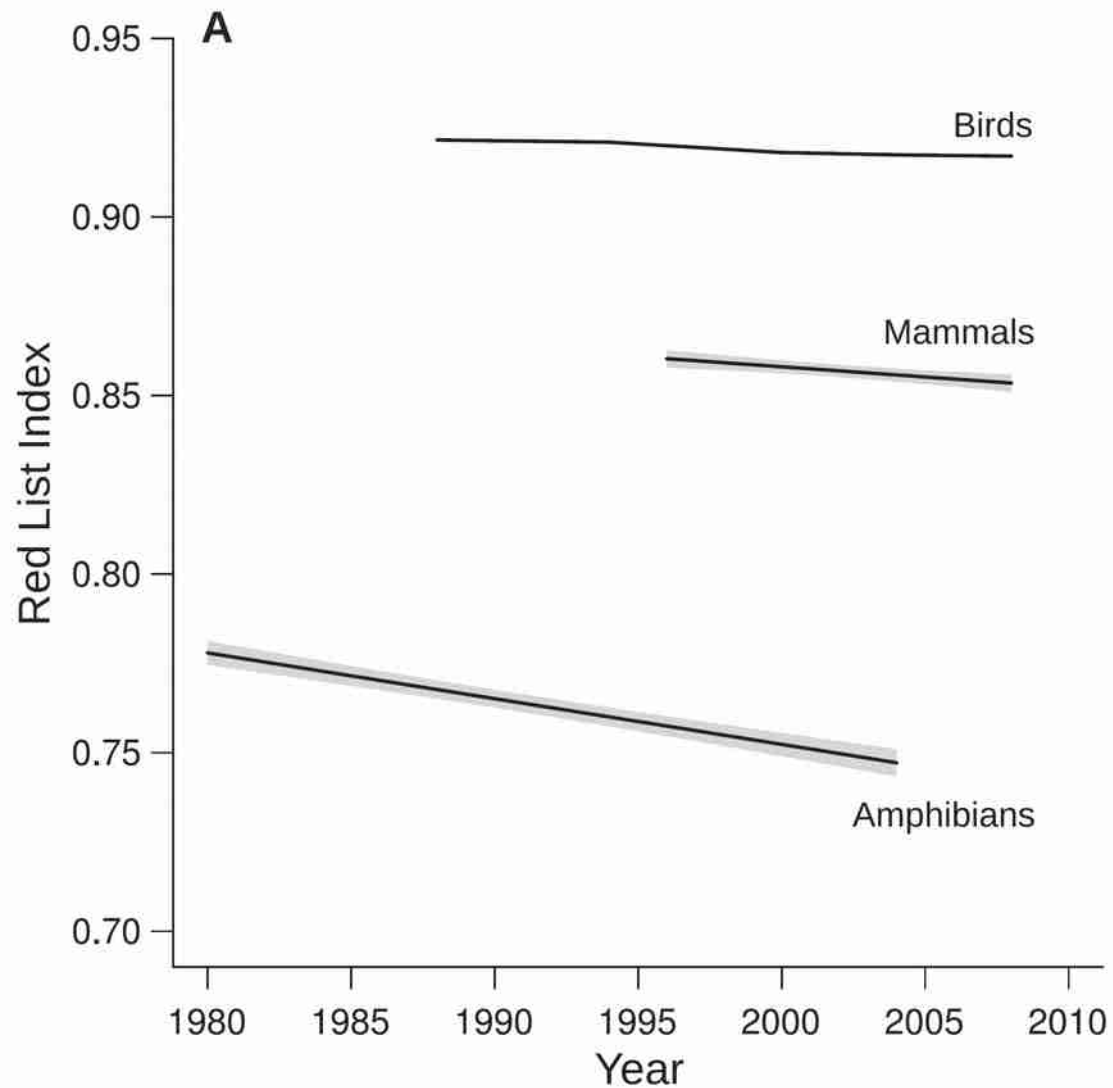 A
0.95
Birds
0.90
Mammals
0.85
Red List Index
0.80
0.75
Amphibians
0.70
1980 1985 1990 1995 2000 2005 2010
Year